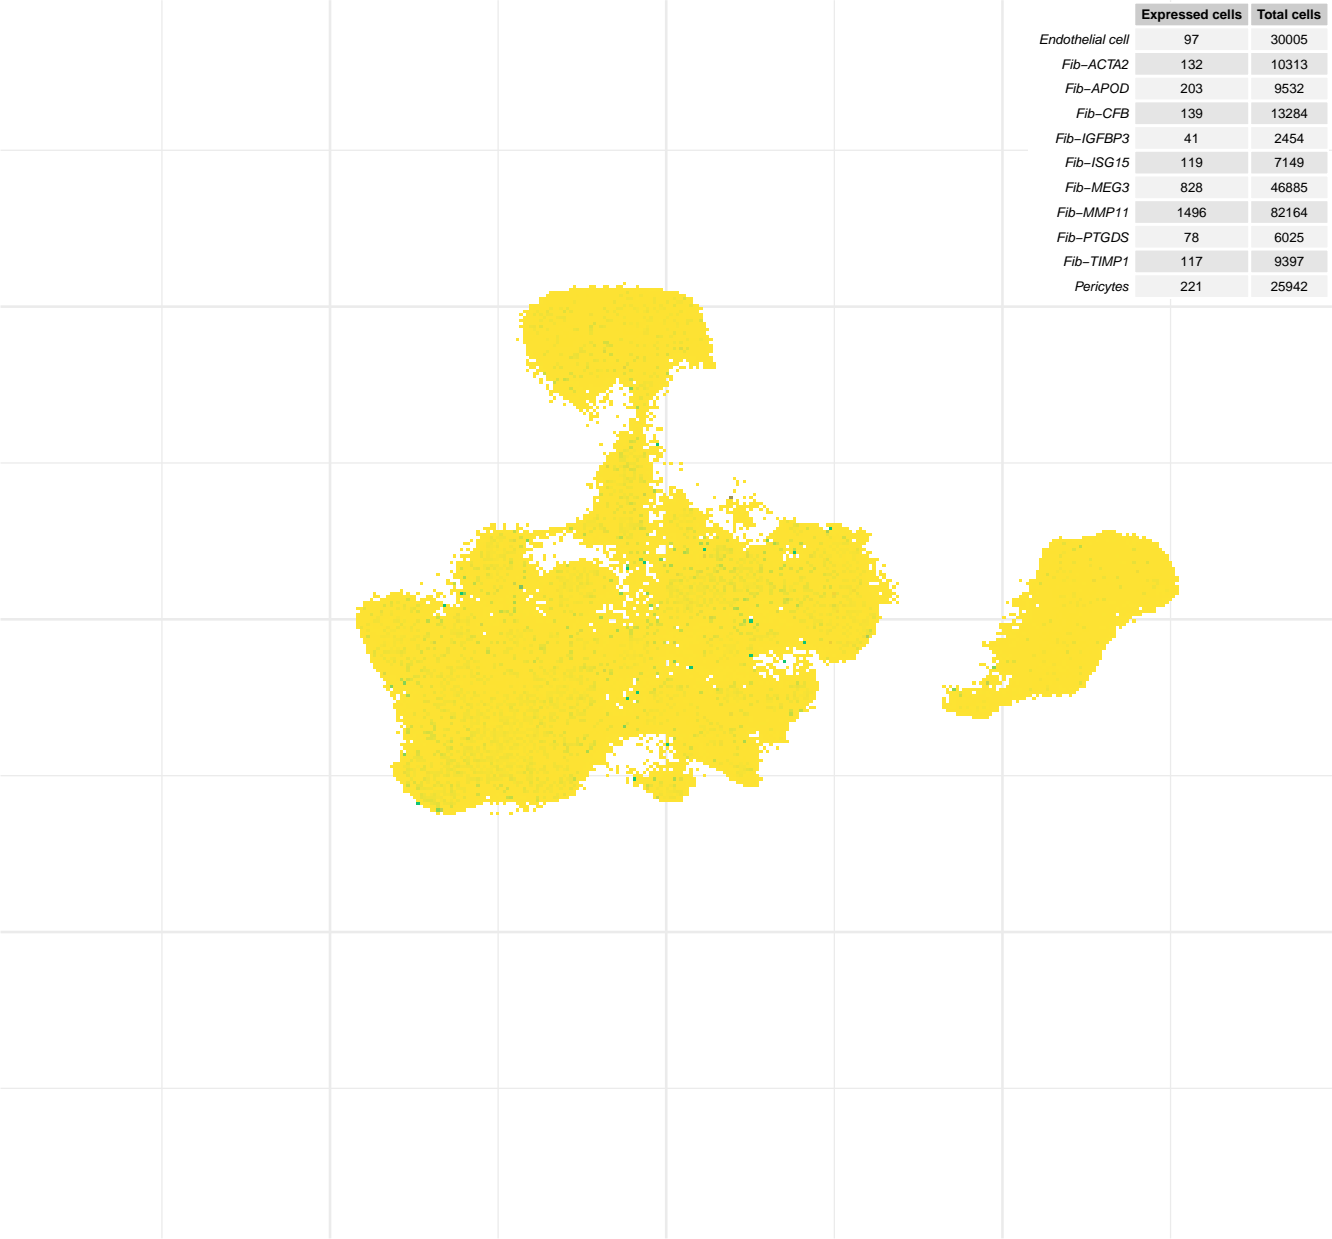 Expressed cells Total cells
Endothelial cell 97 30005
Fib−ACTA2 132 10313
Fib−APOD 203 9532
Fib−CFB 139 13284
Fib−IGFBP3 41 2454
Fib−ISG15 119 7149
Fib−MEG3 828 46885
Fib−MMP11 1496 82164
Fib−PTGDS 78 6025
Fib−TIMP1 117 9397
Pericytes 221 25942